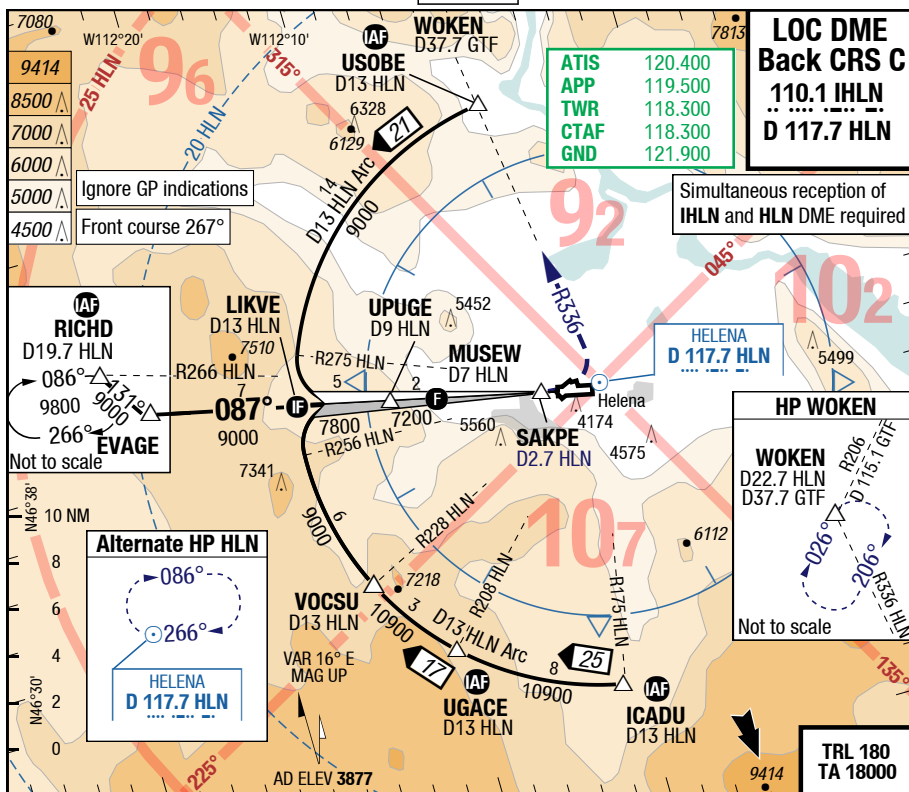 7080
W112°20'
W112°10'
315°
IAF
USOBE
D13 HLN
WOKEN
D37.7 GTF
7813
LOC DME
Back CRS C
110.1 IHLN
D 117.7 HLN
ATIS 120.400
APP 119.500
TWR 118.300
CTAF 118.300
GND 121.900
9414
8500
7000
6000
5000
4500
25 HLN
20 HLN
96
6328
6129
21
Ignore GP indications
Front course 267°
14
D13 HLN Arc
9000
Simultaneous reception of
IHLN and HLN DME required
92
045°
102
R336
IAF
RICHD
D19.7 HLN
086°
9800
266°
131°
9000
EVAGE
Not to scale
LIKVE
D13 HLN
7510
R266 HLN
7
087°
9000
IF
UPUGE
D9 HLN
5452
R275 HLN
5
2
MUSEW
D7 HLN
F
7800
7200
R256 HLN
5560
SAKPE
D2.7 HLN
4174
4575
Helena
HELENA
D 117.7 HLN
5499
HP WOKEN
WOKEN
D22.7 HLN
D37.7 GTF
R206
D 115.1 GTF
026°
206°
R336 HLN
Not to scale
7341
N46°38'
10 NM
8
6
4
2
0
N46°30'
Alternate HP HLN
086°
266°
HELENA
D 117.7 HLN
6
9000
R228 HLN
107
6112
7218
VOCSU
D13 HLN
3
10900
R208 HLN
D13 HLN Arc
R175 HLN
17
25
8
10900
IAF
UGACE
D13 HLN
IAF
ICADU
D13 HLN
135°
VAR 16° E
MAG UP
225°
AD ELEV 3877
9414
TRL 180
TA 18000